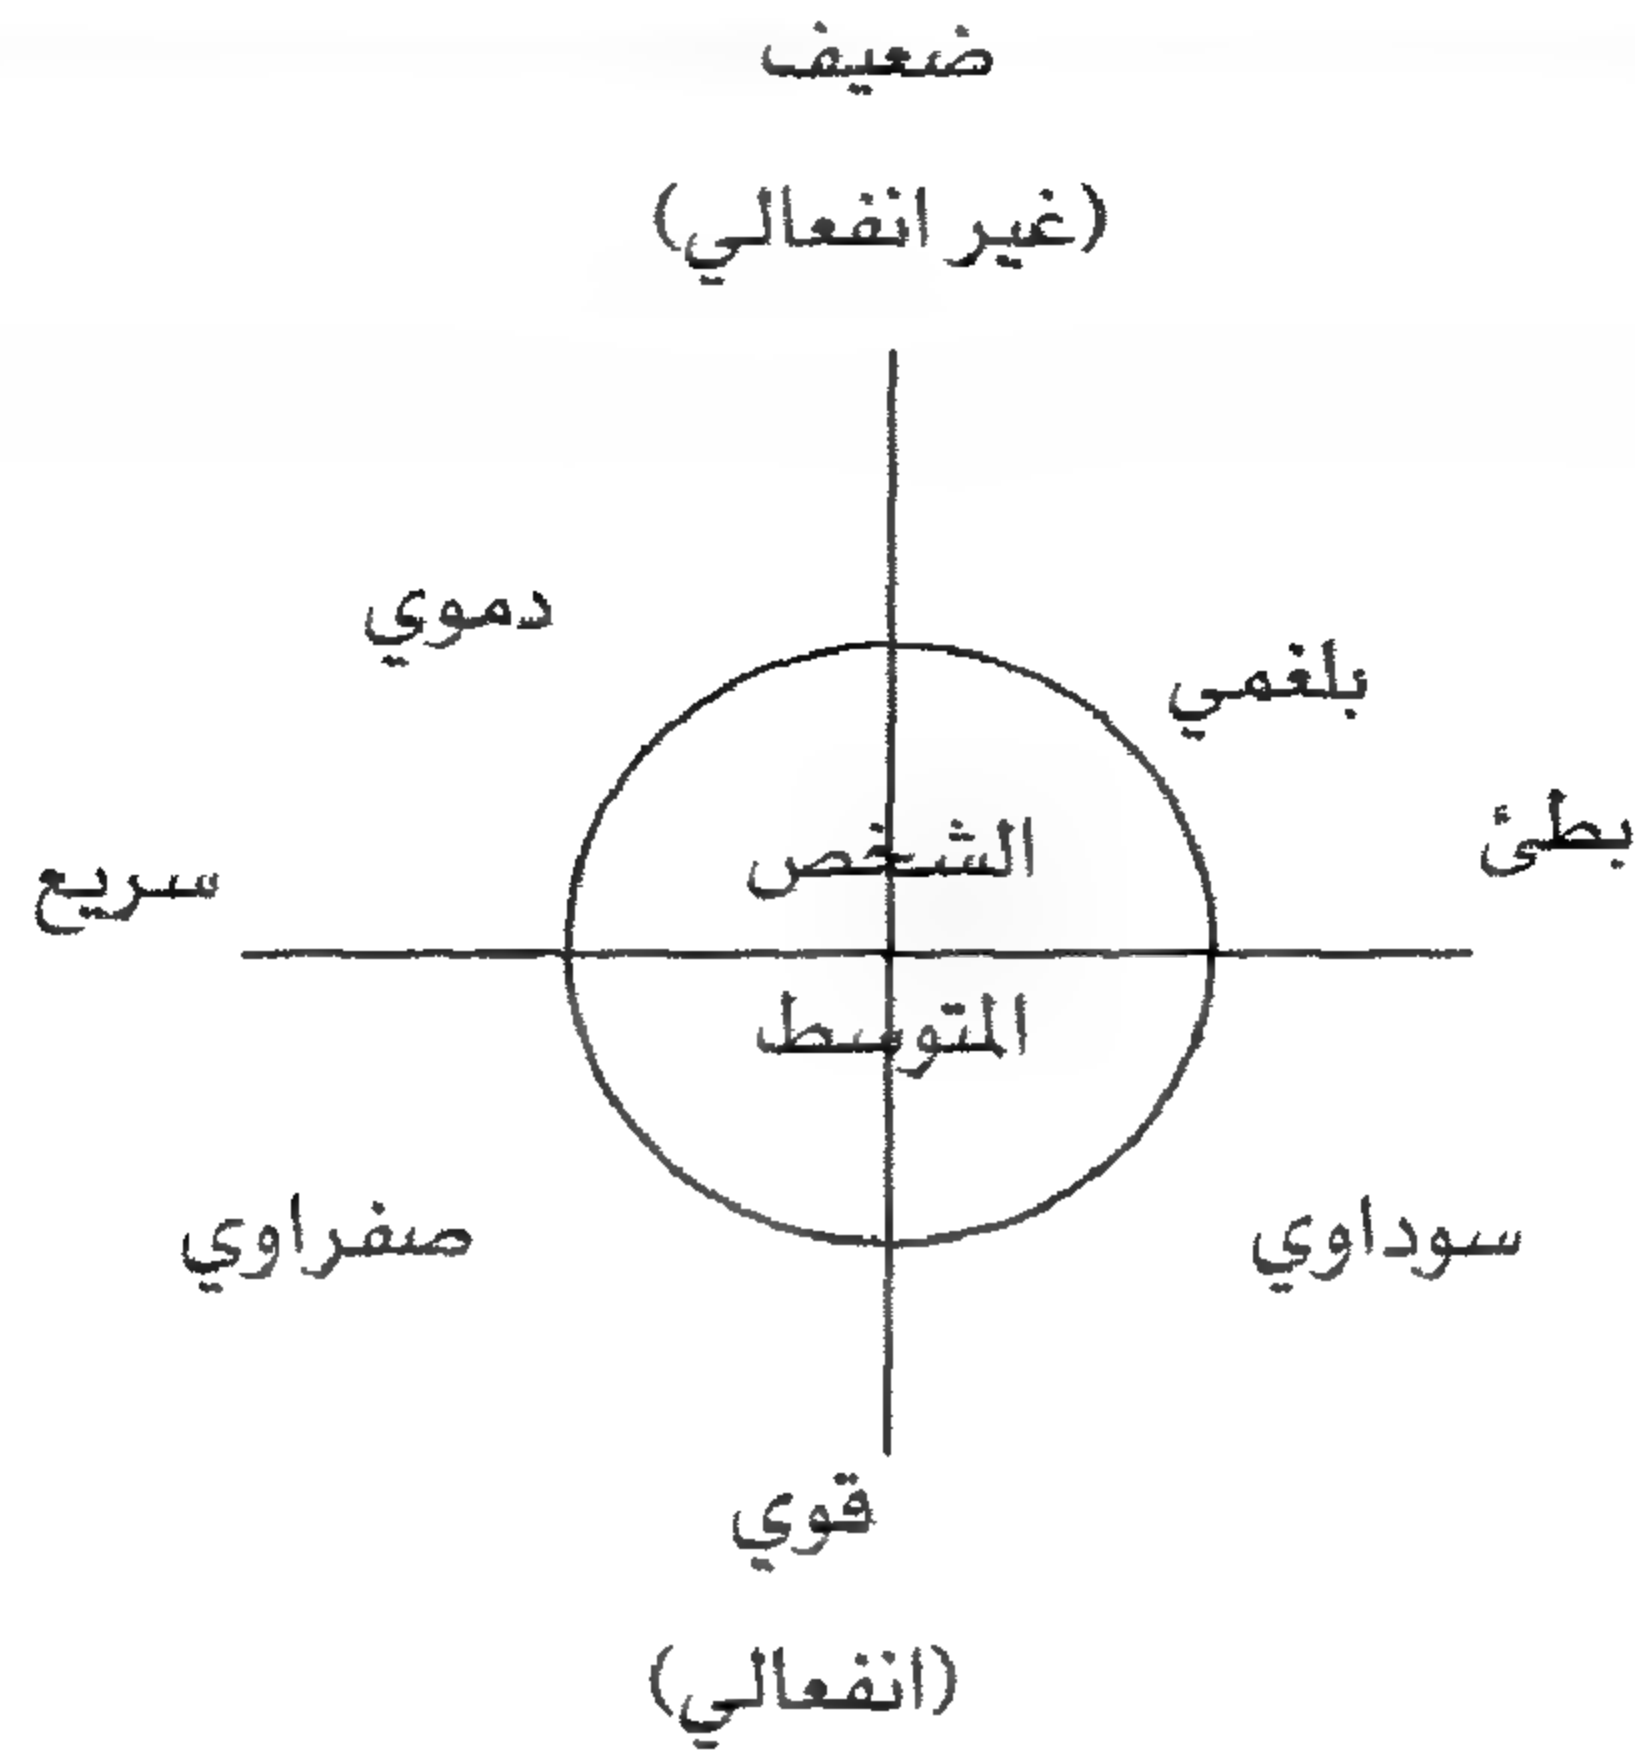 ضعيف
(غير انفعالي)
دموي
بلغمي
بطئ
سريع
الشخص
المتوسط
سوداوي
صفراوي
قوي
(انفعالي)